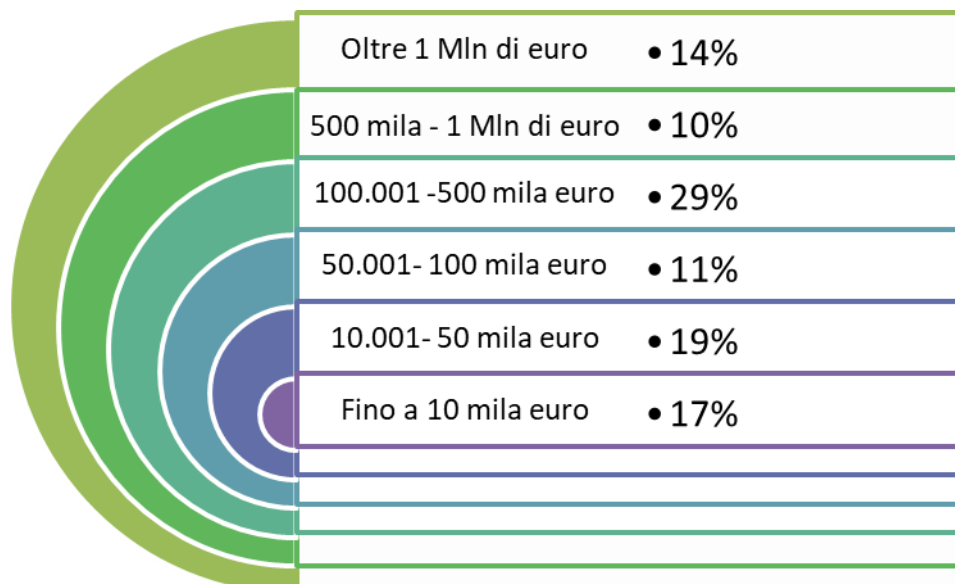 Oltre 1 Mln di euro • 14%
500 mila - 1 Mln di euro • 10%
100.001 -500 mila euro • 29%
50.001- 100 mila euro • 11%
10.001- 50 mila euro • 19%
Fino a 10 mila euro • 17%